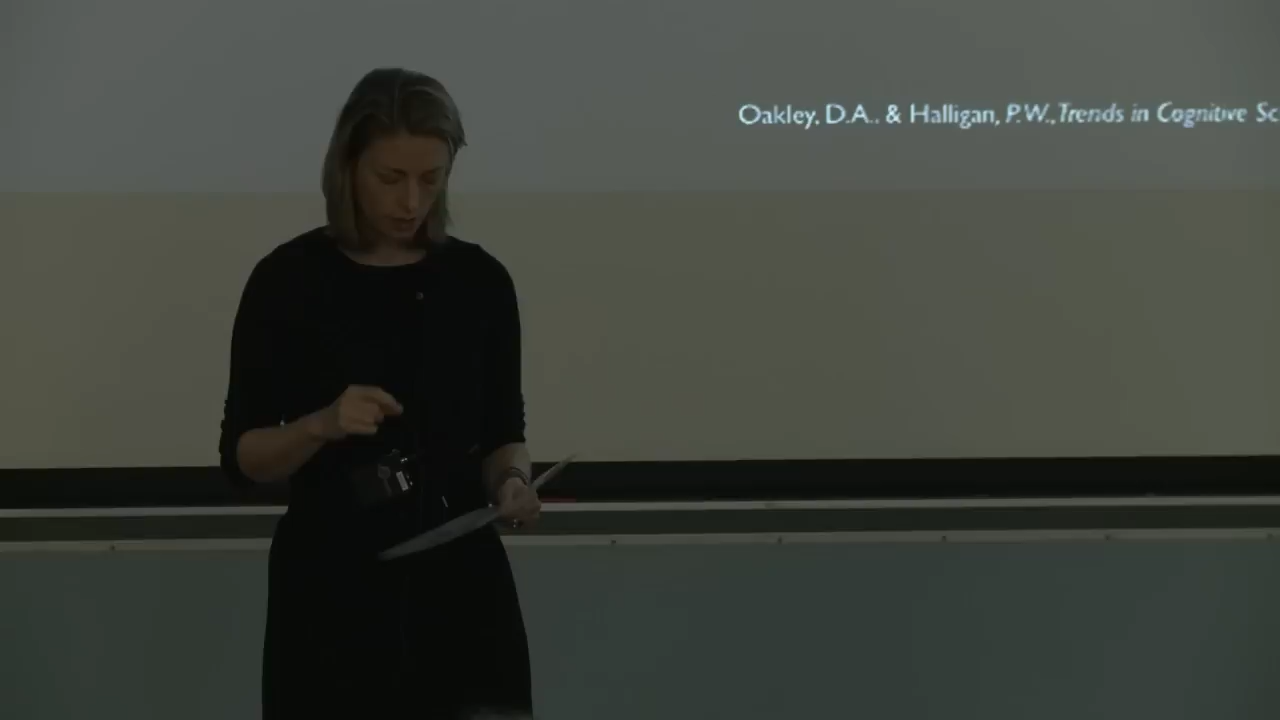 Oakley, D.A., & Halligan, P.W., Trends in Cognitive Sc